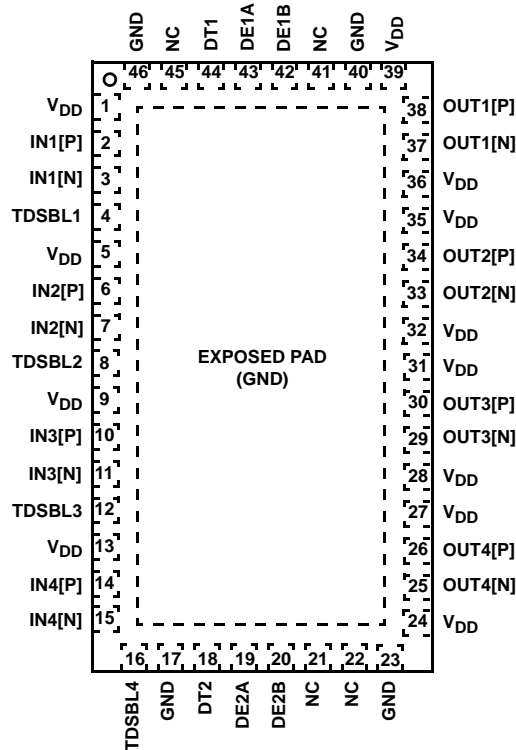 GND NC DT1 DE1A DE1B NC GND VDD
46 45 44 43 42 41 40 39
VDD 1
IN1[P] 2
IN1[N] 3
TDSBL1 4
VDD 5
IN2[P] 6
IN2[N] 7
TDSBL2 8
VDD 9
IN3[P] 10
IN3[N] 11
TDSBL3 12
VDD 13
IN4[P] 14
IN4[N] 15
EXPOSED PAD
(GND)
38 OUT1[P]
37 OUT1[N]
36 VDD
35 VDD
34 OUT2[P]
33 OUT2[N]
32 VDD
31 VDD
30 OUT3[P]
29 OUT3[N]
28 VDD
27 VDD
26 OUT4[P]
25 OUT4[N]
24 VDD
16 17 18 19 20 21 22 23
TDSBL4 GND DT2 DE2A DE2B NC NC GND